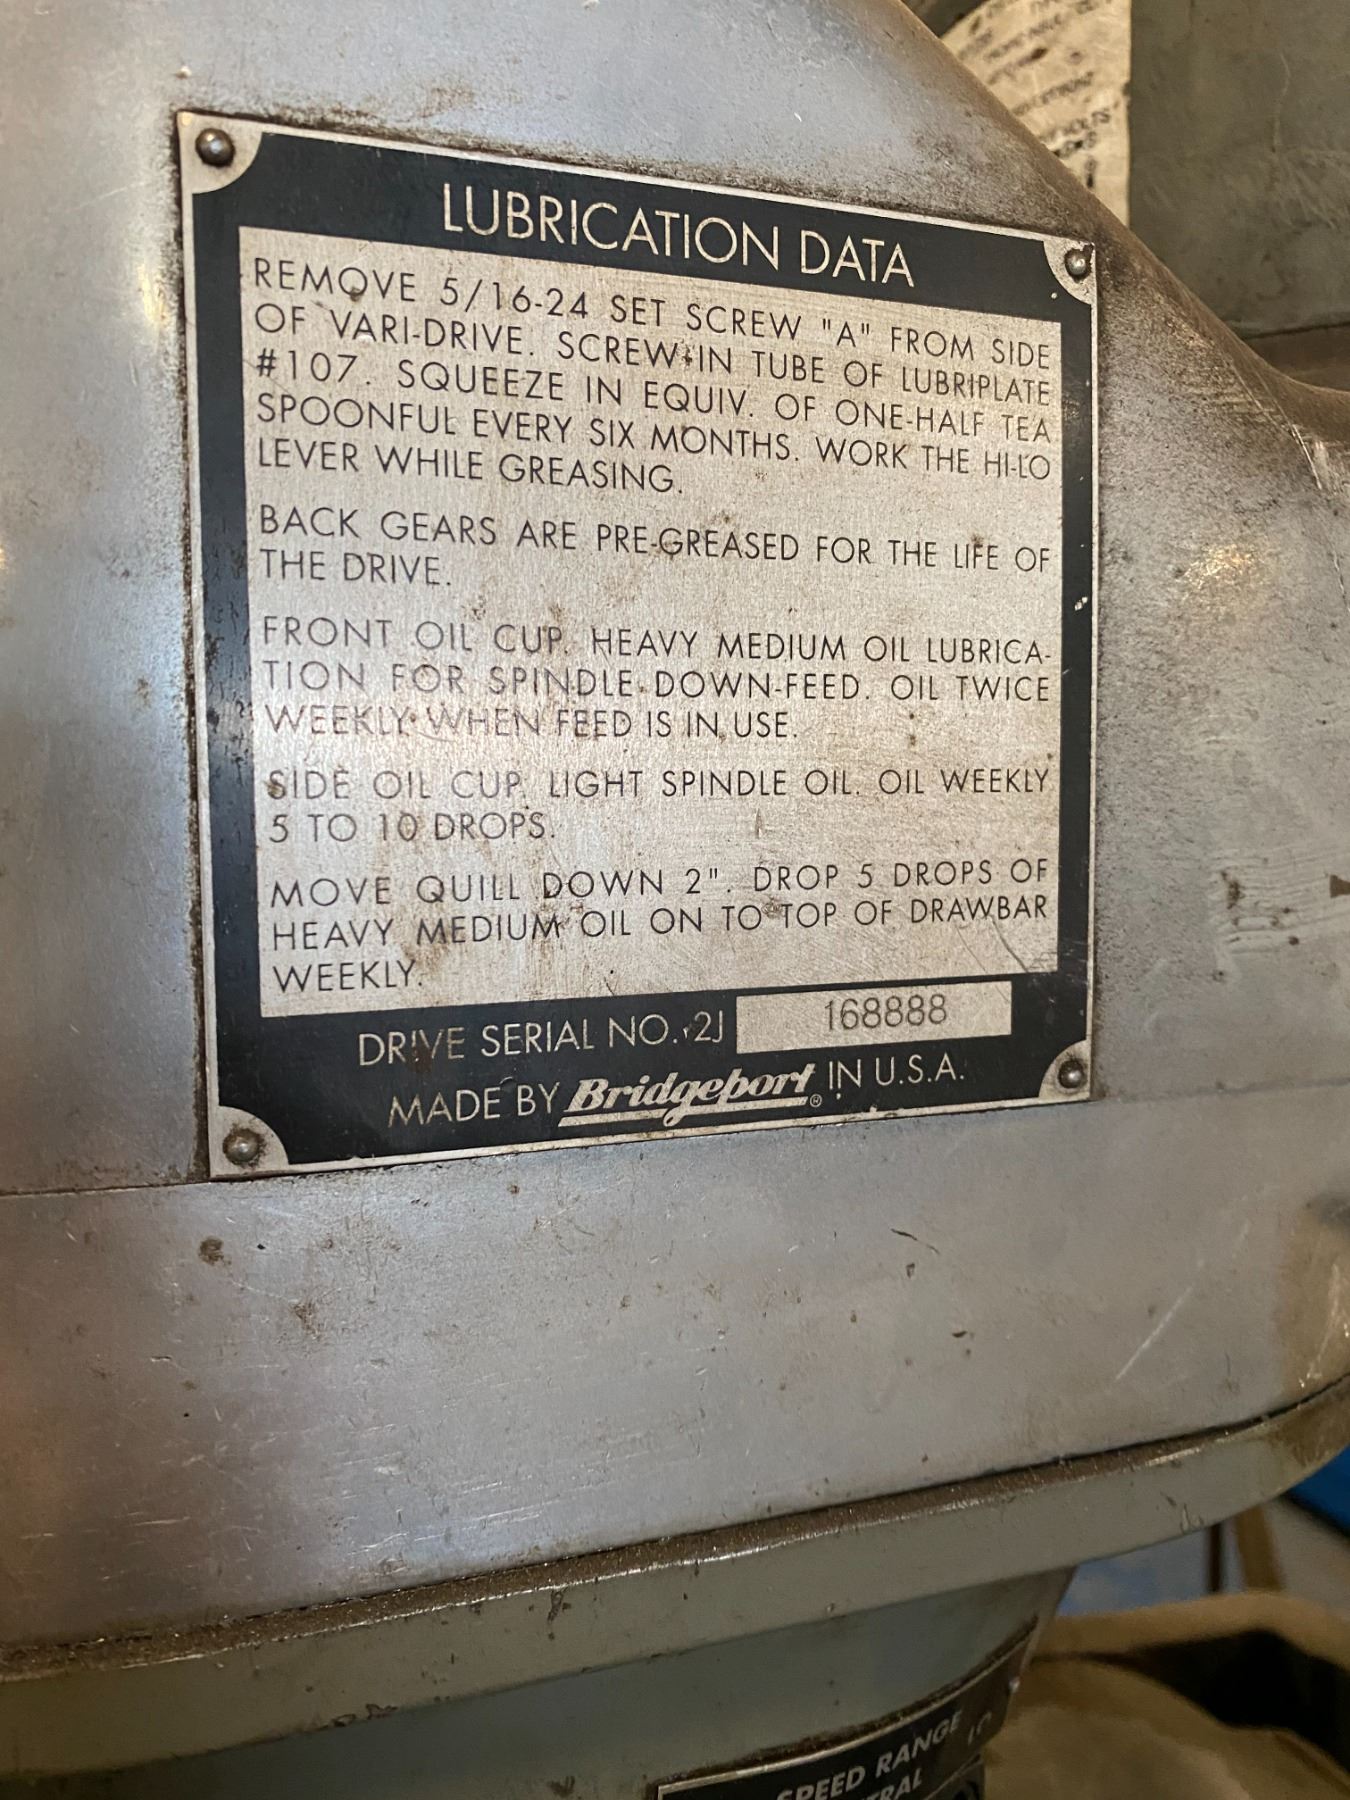 LUBRICATION DATA
REMOVE 5/16-24 SET SCREW "A" FROM SIDE
OF VARI-DRIVE. SCREW IN TUBE OF LUBRIPLATE
#107. SQUEEZE IN EQUIV. OF ONE-HALF TEA
SPOONFUL EVERY SIX MONTHS. WORK THE HI-LO
LEVER WHILE GREASING.
BACK GEARS ARE PRE-GREASED FOR THE LIFE OF
THE DRIVE.
FRONT OIL CUP. HEAVY MEDIUM OIL LUBRICA-
TION FOR SPINDLE DOWN-FEED. OIL TWICE
WEEKLY WHEN FEED IS IN USE.
SIDE OIL CUP. LIGHT SPINDLE OIL. OIL WEEKLY
5 TO 10 DROPS.
MOVE QUILL DOWN 2". DROP 5 DROPS OF
HEAVY MEDIUM OIL ON TO TOP OF DRAWBAR
WEEKLY.
DRIVE SERIAL NO. 2J 168888
MADE BY Bridgeport ® IN U.S.A.
SPEED RANGE